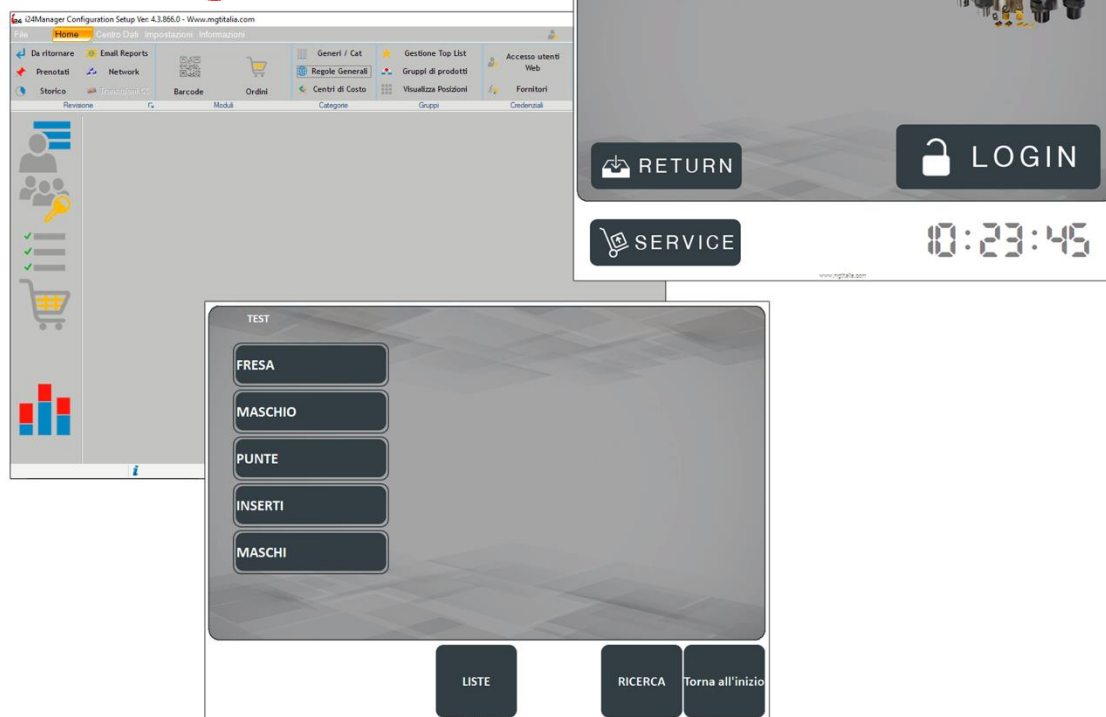 i24Manager Configuration Setup Ver: 4.3.866.0 - Www.mgtitalia.com
File Home Centro Dati Impostazioni Informazioni
Da ritornare Email Reports Generi / Cat Gestione Top List Accesso utenti Web
Prenotati Network Regole Generali Gruppi di prodotti
Storico Barcode Ordini Centri di Costo Visualizza Posizioni Fornitori
Revisione Moduli Categorie Gruppi Credenziali
RETURN
LOGIN
SERVICE
10:23:45
www.mgtitalia.com
TEST
FRESA
MASCHIO
PUNTE
INSERTI
MASCHI
LISTE
RICERCA
Torna all'inizio